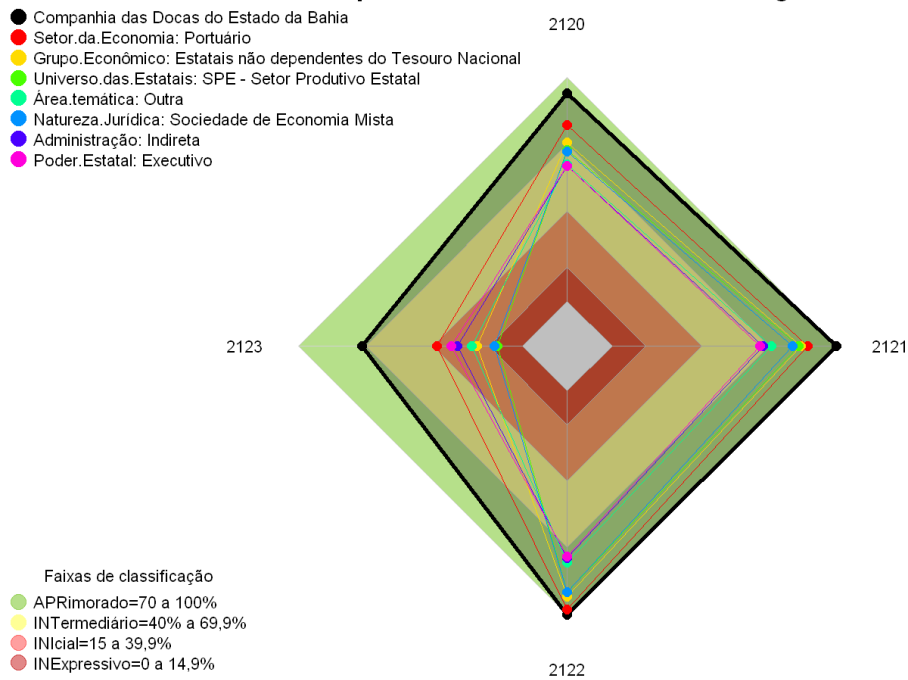 Companhia das Docas do Estado da Bahia
Setor.da.Economia: Portuário
Grupo.Econômico: Estatais não dependentes do Tesouro Nacional
Universo.das.Estatais: SPE - Setor Produtivo Estatal
Área.temática: Outra
Natureza.Jurídica: Sociedade de Economia Mista
Administração: Indireta
Poder.Estatal: Executivo
2120
2123
2121
2122
Faixas de classificação
APRimorado=70 a 100%
INTermediário=40% a 69,9%
INIcial=15 a 39,9%
INExpressivo=0 a 14,9%